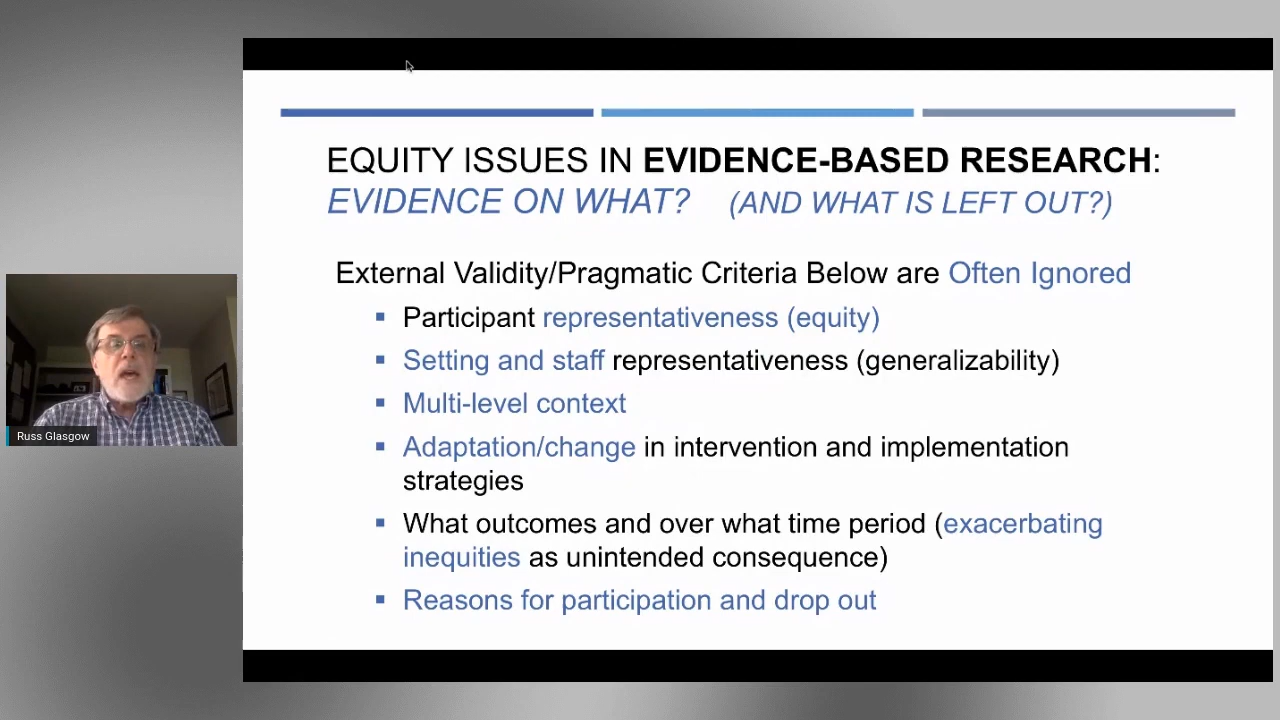 EQUITY ISSUES IN EVIDENCE-BASED RESEARCH:
EVIDENCE ON WHAT? (AND WHAT IS LEFT OUT?)
External Validity/Pragmatic Criteria Below are Often Ignored
▪ Participant representativeness (equity)
▪ Setting and staff representativeness (generalizability)
▪ Multi-level context
▪ Adaptation/change in intervention and implementation
strategies
▪ What outcomes and over what time period (exacerbating
inequities as unintended consequence)
▪ Reasons for participation and drop out
Russ Glasgow